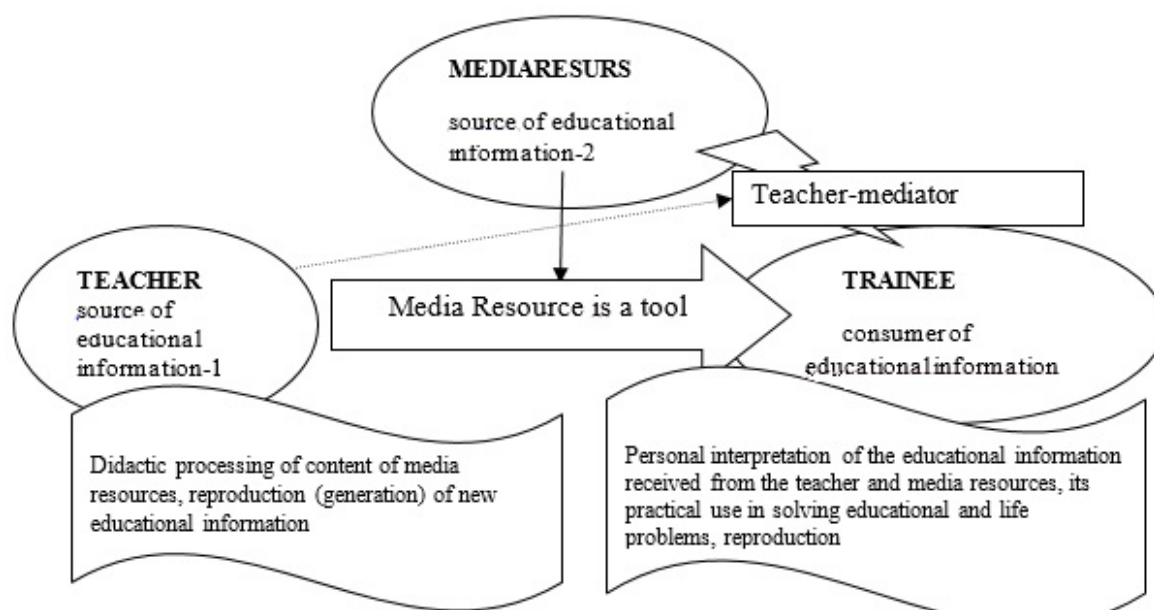 MEDIARESURS
source of educational
information-2
Teacher-mediator
TEACHER
source of
educational
information-1
Media Resource is a tool
TRAINEE
consumer of
educational information
Didactic processing of content of media
resources, reproduction (generation) of new
educational information
Personal interpretation of the educational information
received from the teacher and media resources, its
practical use in solving educational and life
problems, reproduction